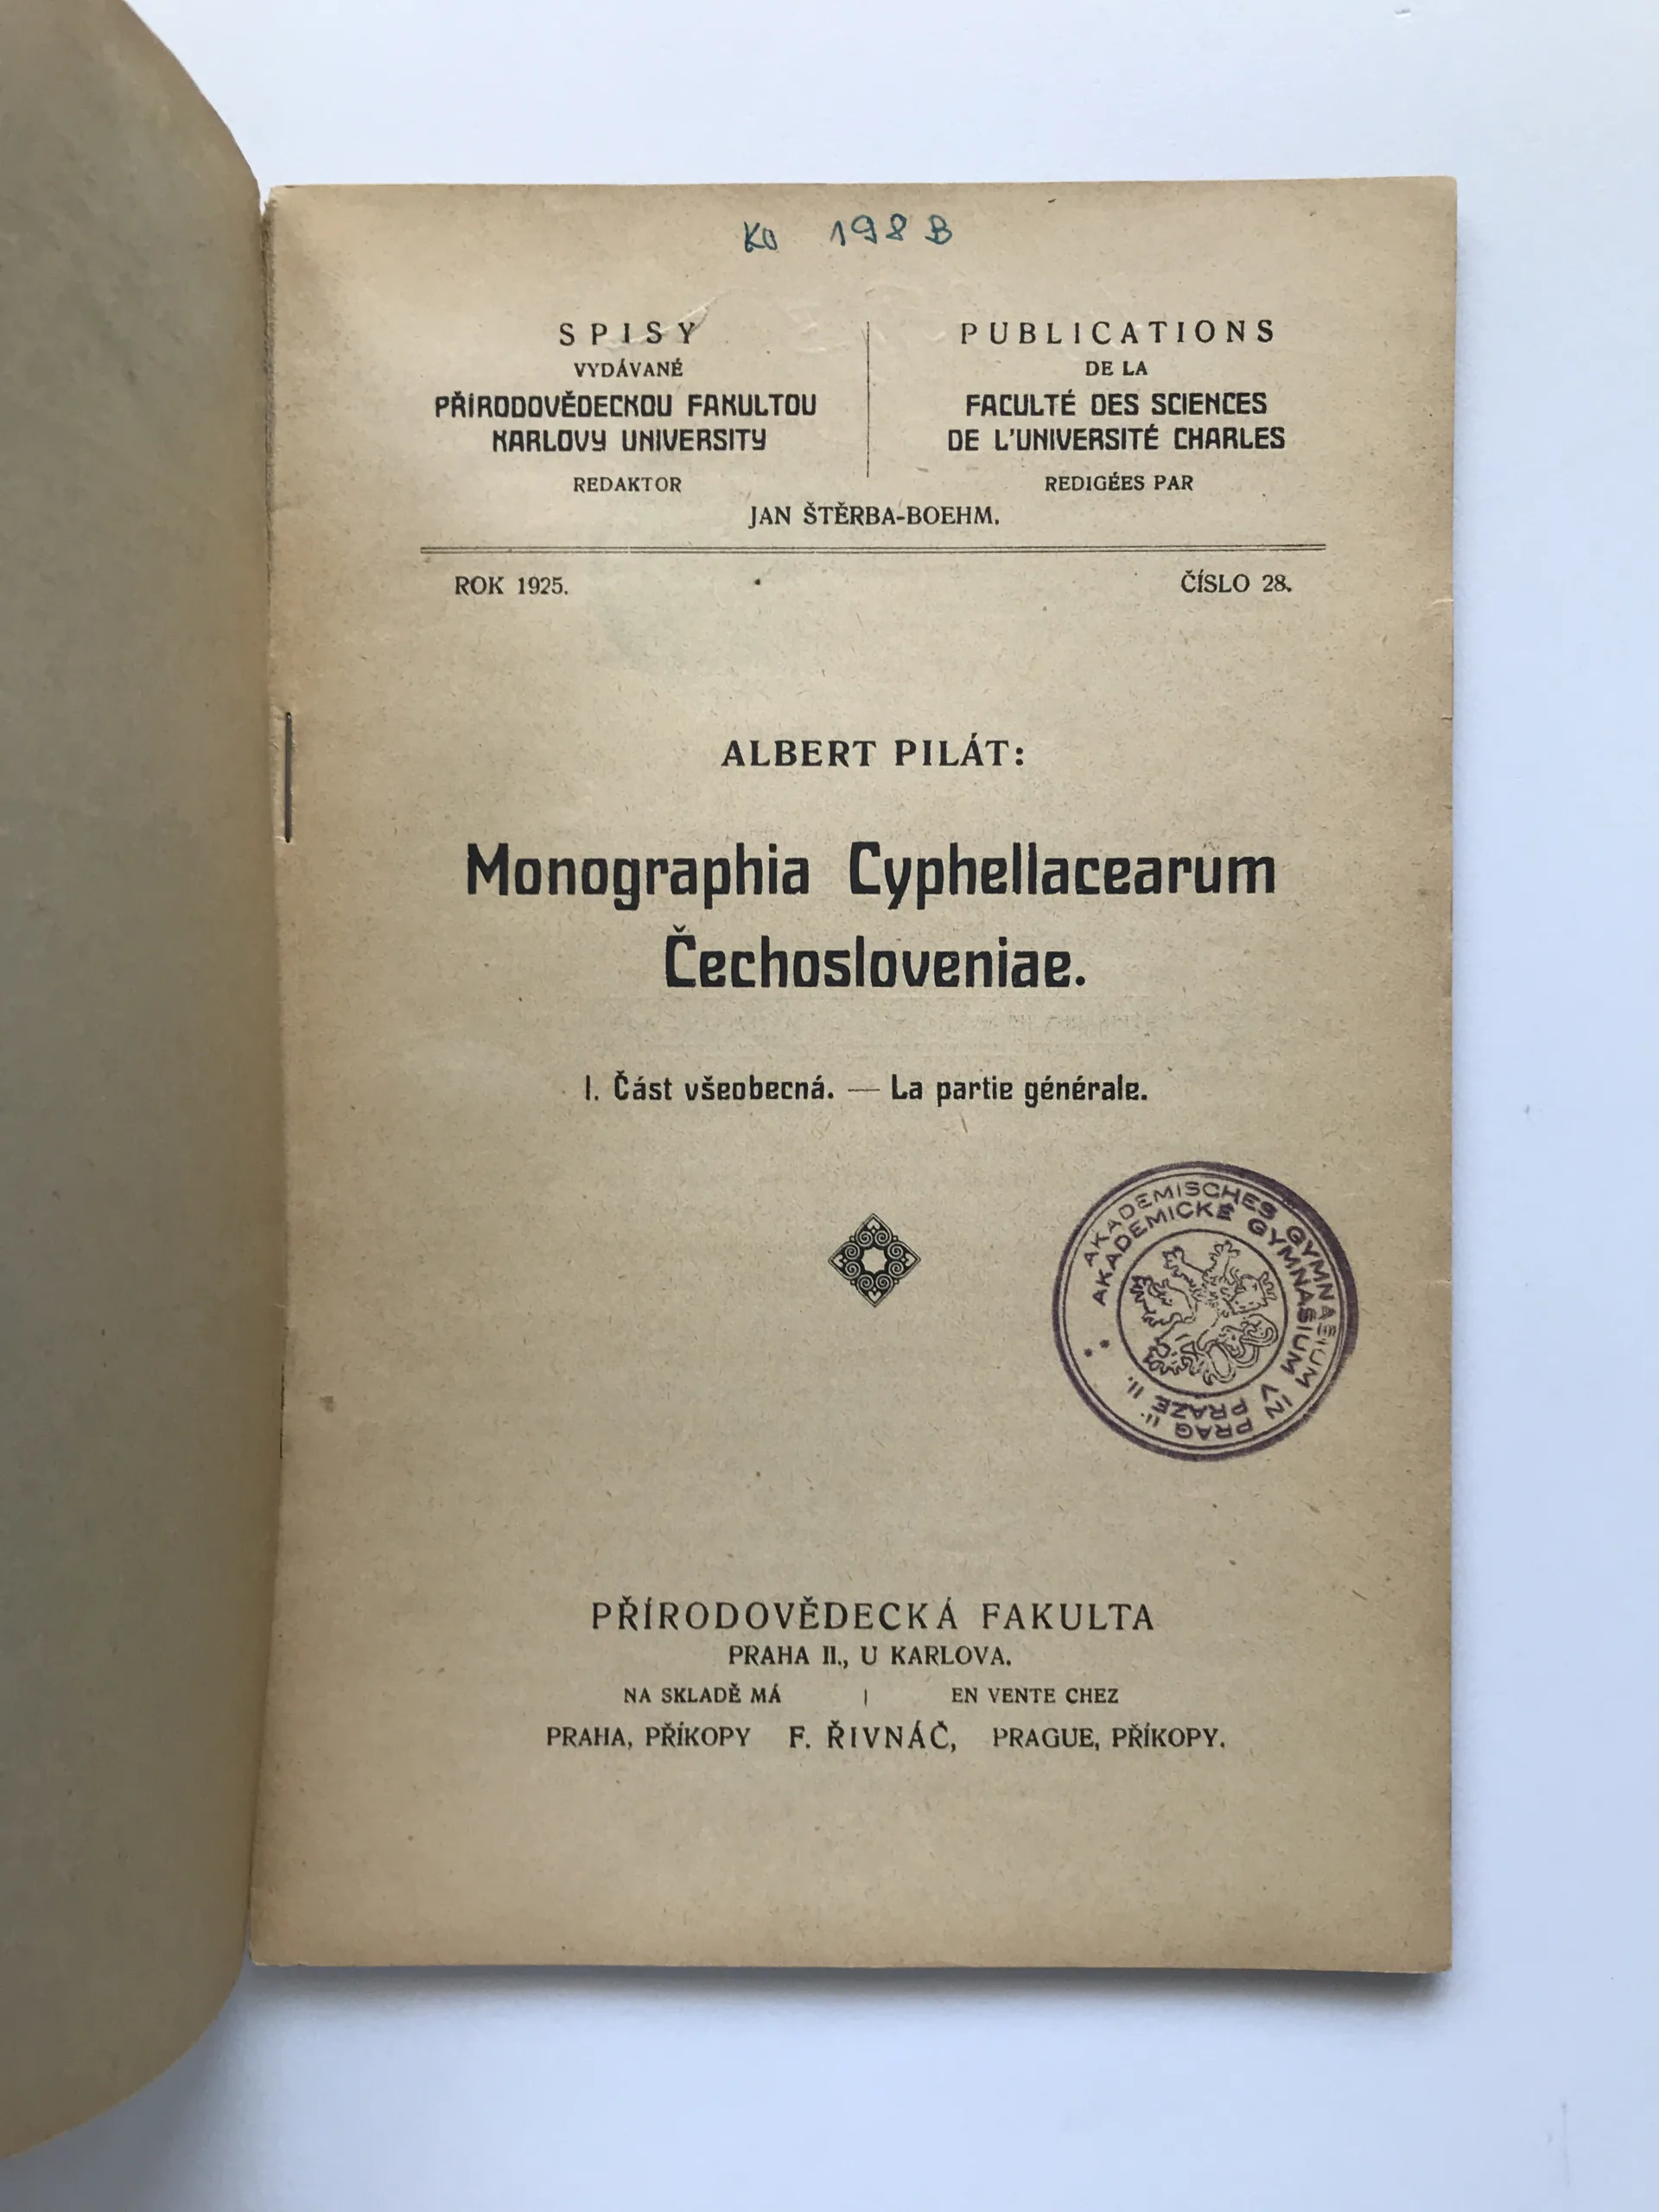 Ko 198 B
SPISY
VYDÁVANÉ
PŘÍRODOVĚDECKOU FAKULTOU
KARLOVY UNIVERSITY
REDAKTOR
PUBLICATIONS
DE LA
FACULTÉ DES SCIENCES
DE L'UNIVERSITÉ CHARLES
REDIGÉES PAR
JAN ŠTĚRBA-BOEHM.
ROK 1925.
ČÍSLO 28.
ALBERT PILÁT:
Monographia Cyphellacearum
Čechosloveniae.
I. Část všeobecná. — La partie générale.
AKADEMISCHES GYMNASIUM IN PRAG II.
AKADEMICKÉ GYMNASIUM V PRAZE II.
PŘÍRODOVĚDECKÁ FAKULTA
PRAHA II., U KARLOVA.
NA SKLADĚ MÁ | EN VENTE CHEZ
PRAHA, PŘÍKOPY F. ŘIVNÁČ, PRAGUE, PŘÍKOPY.